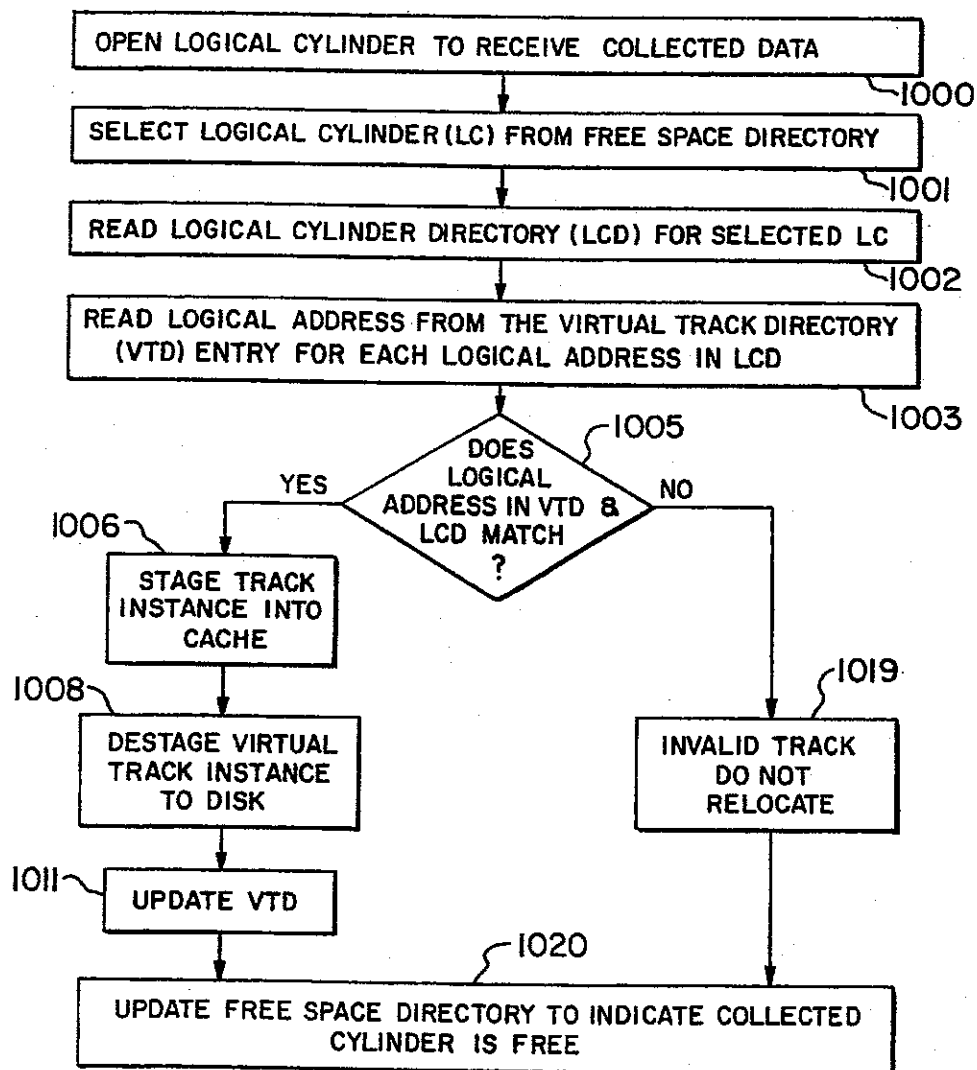 OPEN LOGICAL CYLINDER TO RECEIVE COLLECTED DATA
1000
SELECT LOGICAL CYLINDER (LC) FROM FREE SPACE DIRECTORY
1001
READ LOGICAL CYLINDER DIRECTORY (LCD) FOR SELECTED LC
1002
READ LOGICAL ADDRESS FROM THE VIRTUAL TRACK DIRECTORY
(VTD) ENTRY FOR EACH LOGICAL ADDRESS IN LCD
1003
1005
DOES
LOGICAL
ADDRESS IN VTD &
LCD MATCH
?
YES
NO
1006
STAGE TRACK
INSTANCE INTO
CACHE
1008
DESTAGE VIRTUAL
TRACK INSTANCE
TO DISK
1019
INVALID TRACK
DO NOT
RELOCATE
1011
UPDATE VTD
1020
UPDATE FREE SPACE DIRECTORY TO INDICATE COLLECTED
CYLINDER IS FREE